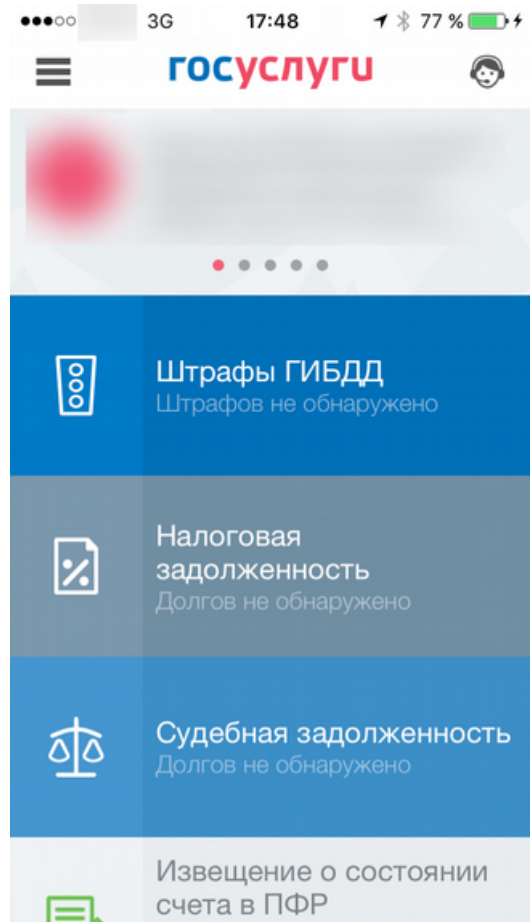 3G 17:48 77 %
госуслуги
Штрафы ГИБДД
Штрафов не обнаружено
Налоговая
задолженность
Долгов не обнаружено
Судебная задолженность
Долгов не обнаружено
Извещение о состоянии
счета в ПФР